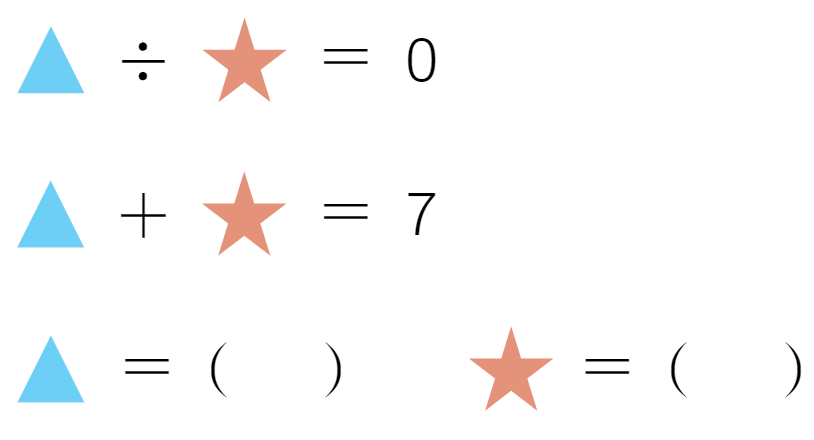 ▲ ÷ ★ = 0
▲ + ★ = 7
▲ = ( ) ★ = ( )